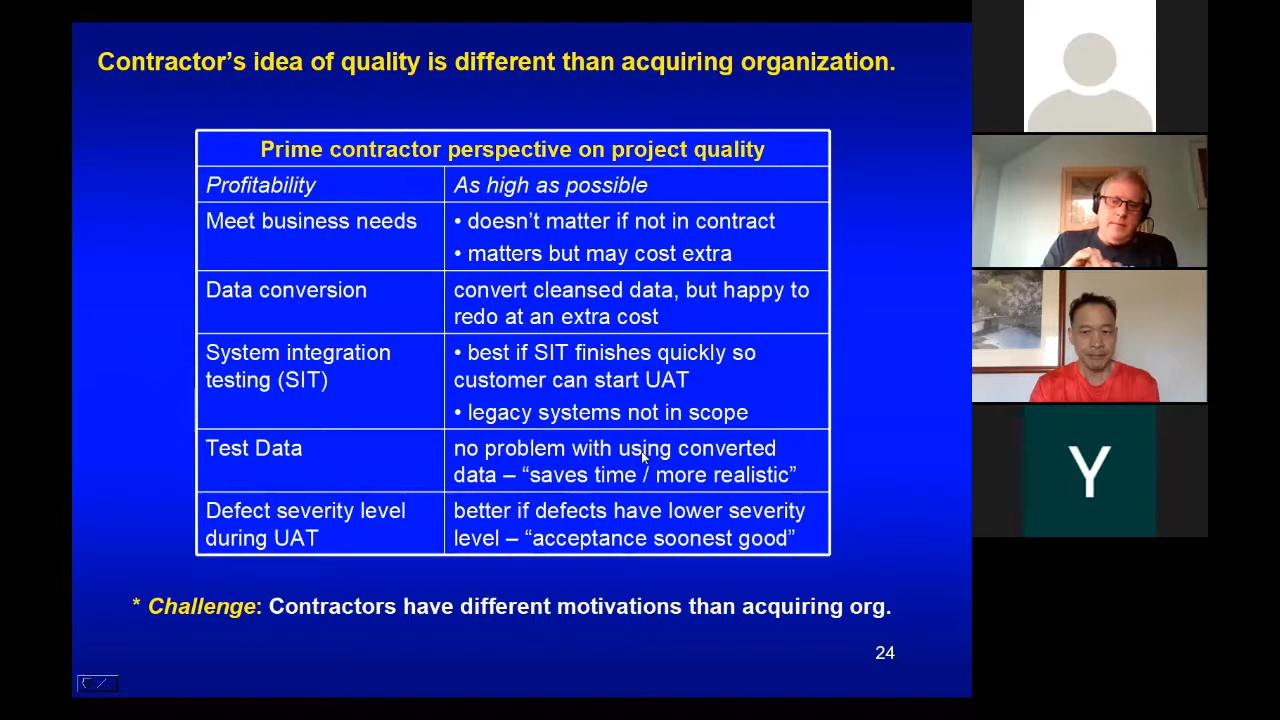 Contractor’s idea of quality is different than acquiring organization.
Prime contractor perspective on project quality
Profitability
As high as possible
Meet business needs
• doesn’t matter if not in contract
• matters but may cost extra
Data conversion
convert cleansed data, but happy to
redo at an extra cost
System integration
testing (SIT)
• best if SIT finishes quickly so
customer can start UAT
• legacy systems not in scope
Test Data
no problem with using converted
data – “saves time / more realistic”
Defect severity level
during UAT
better if defects have lower severity
level – “acceptance soonest good”
* Challenge: Contractors have different motivations than acquiring org.
24
Y